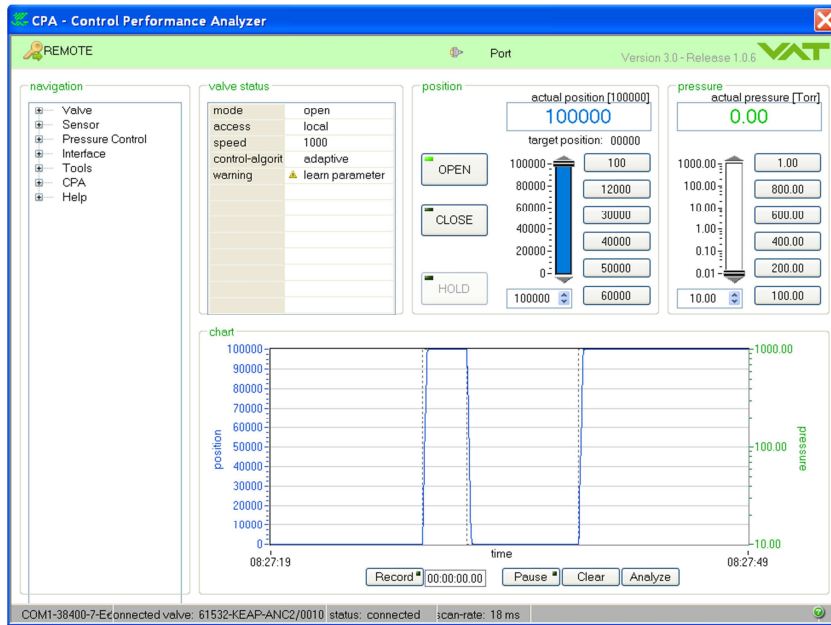 CPA - Control Performance Analyzer
REMOTE
Port
Version 3.0 - Release 1.0.6
VAT
navigation
Valve
Sensor
Pressure Control
Interface
Tools
CPA
Help
valve status
mode open
access local
speed 1000
control-algorit adaptive
warning learn parameter
position
actual position [100000]
100000
target position: 00000
OPEN
CLOSE
HOLD
100000
80000
60000
40000
20000
0
100000
100
12000
30000
40000
50000
60000
pressure
actual pressure [Torr]
0.00
1000.00
100.00
10.00
1.00
0.10
0.01
10.00
1.00
800.00
600.00
400.00
200.00
100.00
chart
position
100000
90000
80000
70000
60000
50000
40000
30000
20000
10000
0
1000.00
100.00
10.00
pressure
08:27:19
time
08:27:49
Record
00:00:00.00
Pause
Clear
Analyze
COM1-38400-7-E
connected valve: 61532-KEAP-ANC2/0010
status: connected
scan-rate: 18 ms